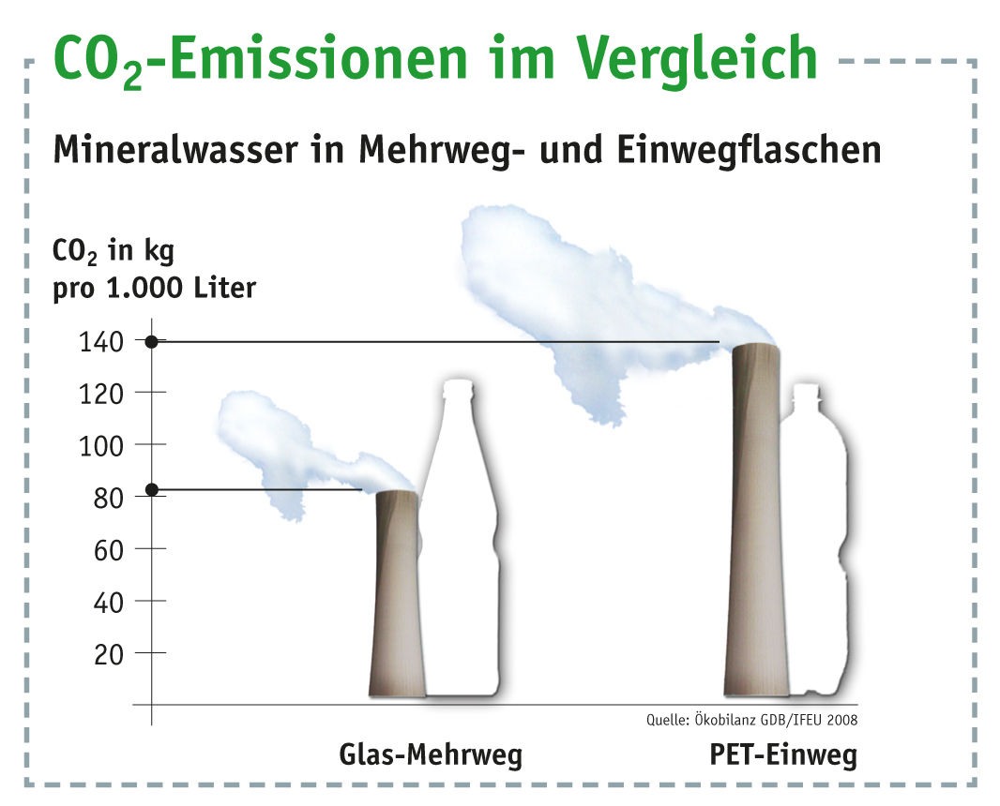 CO₂-Emissionen im Vergleich
Mineralwasser in Mehrweg- und Einwegflaschen
CO₂ in kg
pro 1.000 Liter
140
120
100
80
60
40
20
Quelle: Ökobilanz GDB/IFEU 2008
Glas-Mehrweg
PET-Einweg